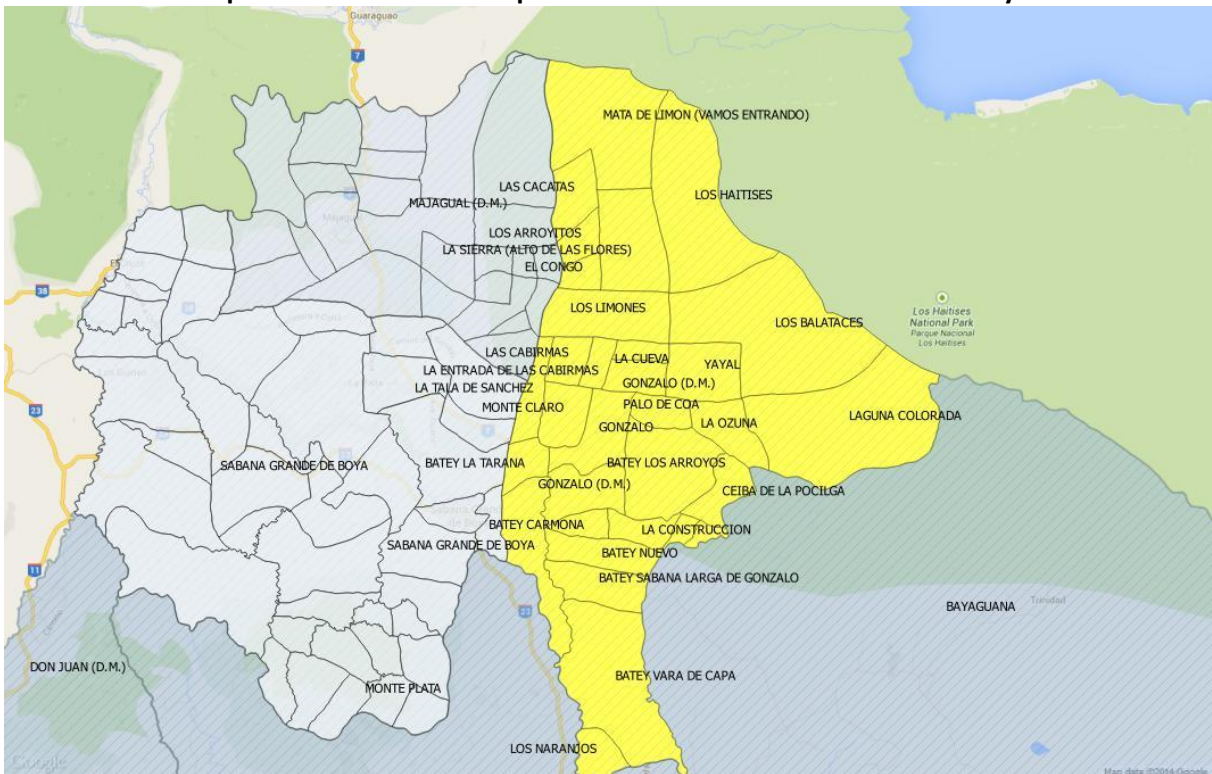 Guaraguao
7
MATA DE LIMON (VAMOS ENTRANDO)
LAS CACATAS
LOS HAITISES
MAJAGUAL (D.M.)
LOS ARROYITOS
LA SIERRA (ALTO DE LAS FLORES)
EL CONGO
38
LOS LIMONES
Los Haitises
National Park
Parque Nacional
Los Haitises
LOS BALATACES
LAS CABIRMAS
LA CUEVA
YAYAL
LA ENTRADA DE LAS CABIRMAS
GONZALO (D.M.)
LA TALA DE SANCHEZ
23
MONTE CLARO
PALO DE COA
LAGUNA COLORADA
GONZALO
LA OZUNA
SABANA GRANDE DE BOYA
BATEY LA TARANA
BATEY LOS ARROYOS
GONZALO (D.M.)
CEIBA DE LA POCILGA
BATEY CARMONA
LA CONSTRUCCION
SABANA GRANDE DE BOYA
BATEY NUEVO
11
BATEY SABANA LARGA DE GONZALO
Trinidad
BAYAGUANA
23
DON JUAN (D.M.)
BATEY VARA DE CAPA
MONTE PLATA
LOS NARANJOS
Google
Map data ©2014 Google